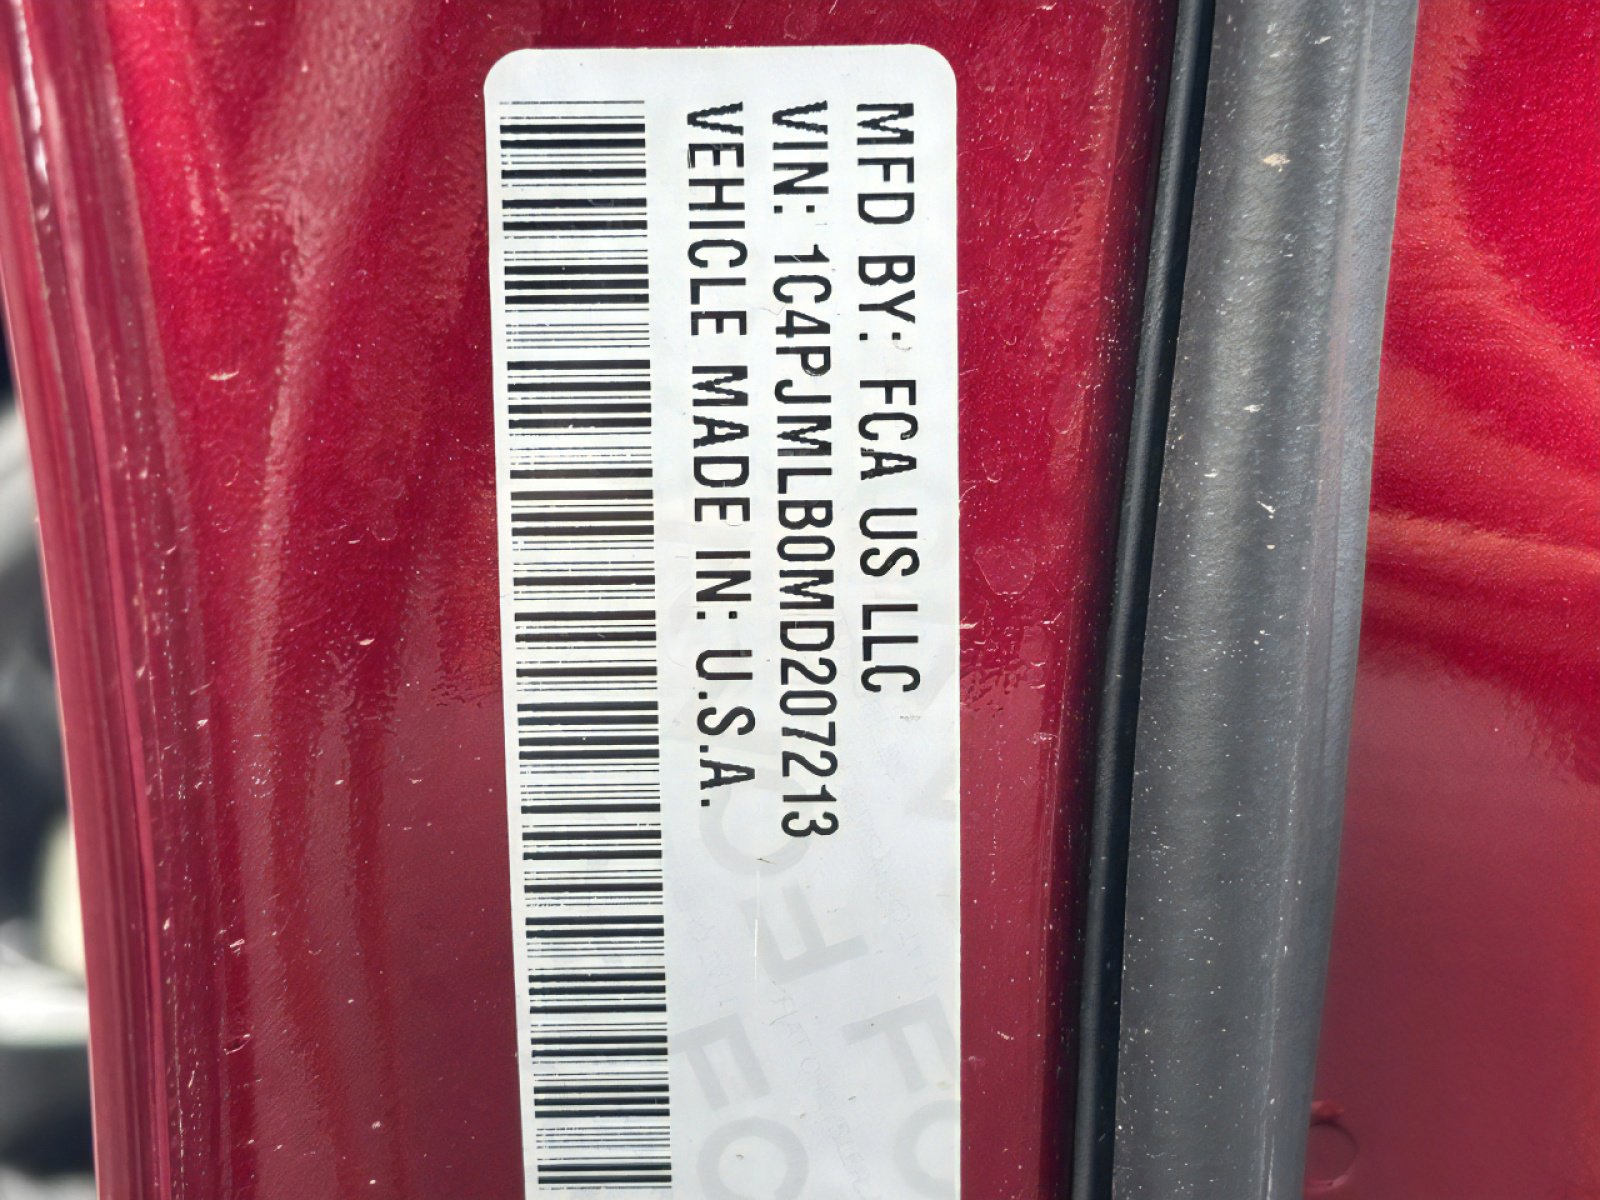 MFD BY: FCA US LLC
VIN: 1C4PJMLB0MD207213
VEHICLE MADE IN: U.S.A.